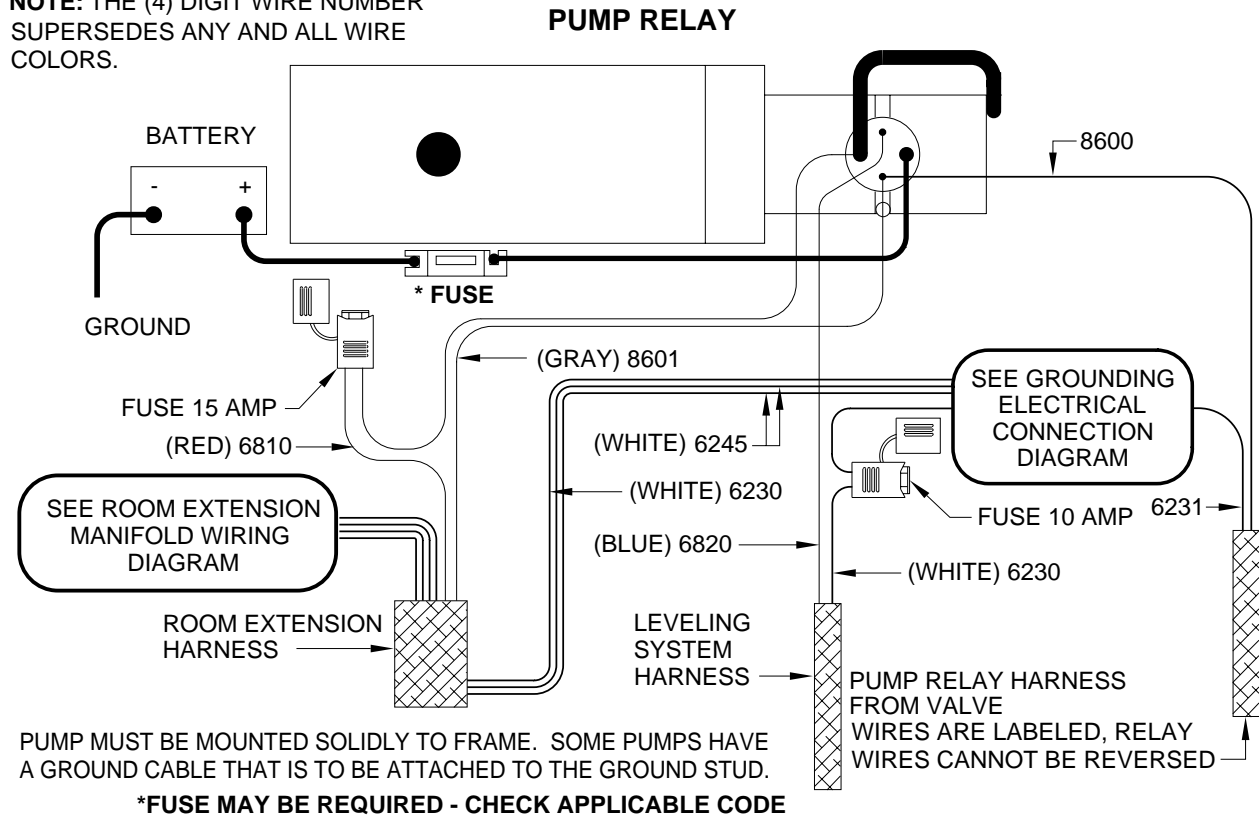 NOTE: THE (4) DIGIT WIRE NUMBER
SUPERSEDES ANY AND ALL WIRE
COLORS.
PUMP RELAY
BATTERY
- +
8600
* FUSE
GROUND
(GRAY) 8601
FUSE 15 AMP
(RED) 6810
(WHITE) 6245
SEE GROUNDING
ELECTRICAL
CONNECTION
DIAGRAM
(WHITE) 6230
FUSE 10 AMP
6231
SEE ROOM EXTENSION
MANIFOLD WIRING
DIAGRAM
(BLUE) 6820
(WHITE) 6230
ROOM EXTENSION
HARNESS
LEVELING
SYSTEM
HARNESS
PUMP RELAY HARNESS
FROM VALVE
WIRES ARE LABELED, RELAY
WIRES CANNOT BE REVERSED
PUMP MUST BE MOUNTED SOLIDLY TO FRAME. SOME PUMPS HAVE
A GROUND CABLE THAT IS TO BE ATTACHED TO THE GROUND STUD.
*FUSE MAY BE REQUIRED - CHECK APPLICABLE CODE